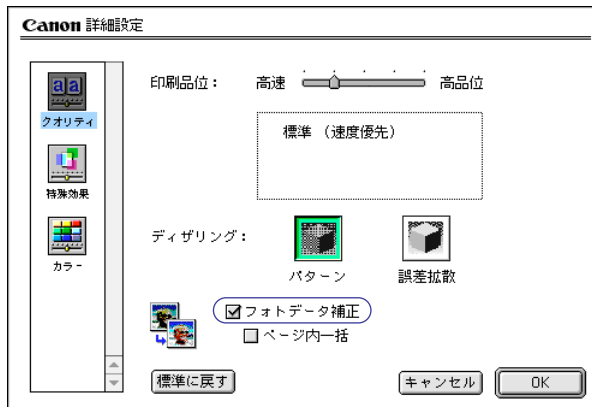 Canon 詳細設定
aa
クオリティ
特殊効果
カラー
印刷品位： 高速 高品位
標準 （速度優先）
ディザリング：
パターン 誤差拡散
フォトデータ補正
ページ内一括
標準に戻す キャンセル OK